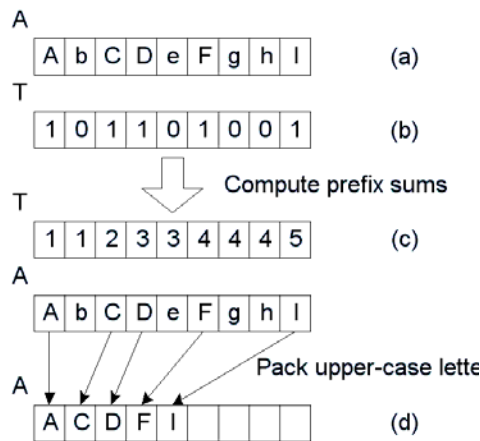 A
A b C D e F g h I (a)
T
1 0 1 1 0 1 0 0 1 (b)
Compute prefix sums
T
1 1 2 3 3 4 4 4 5 (c)
A
A b C D e F g h I
Pack upper-case lette
A
A C D F I (d)